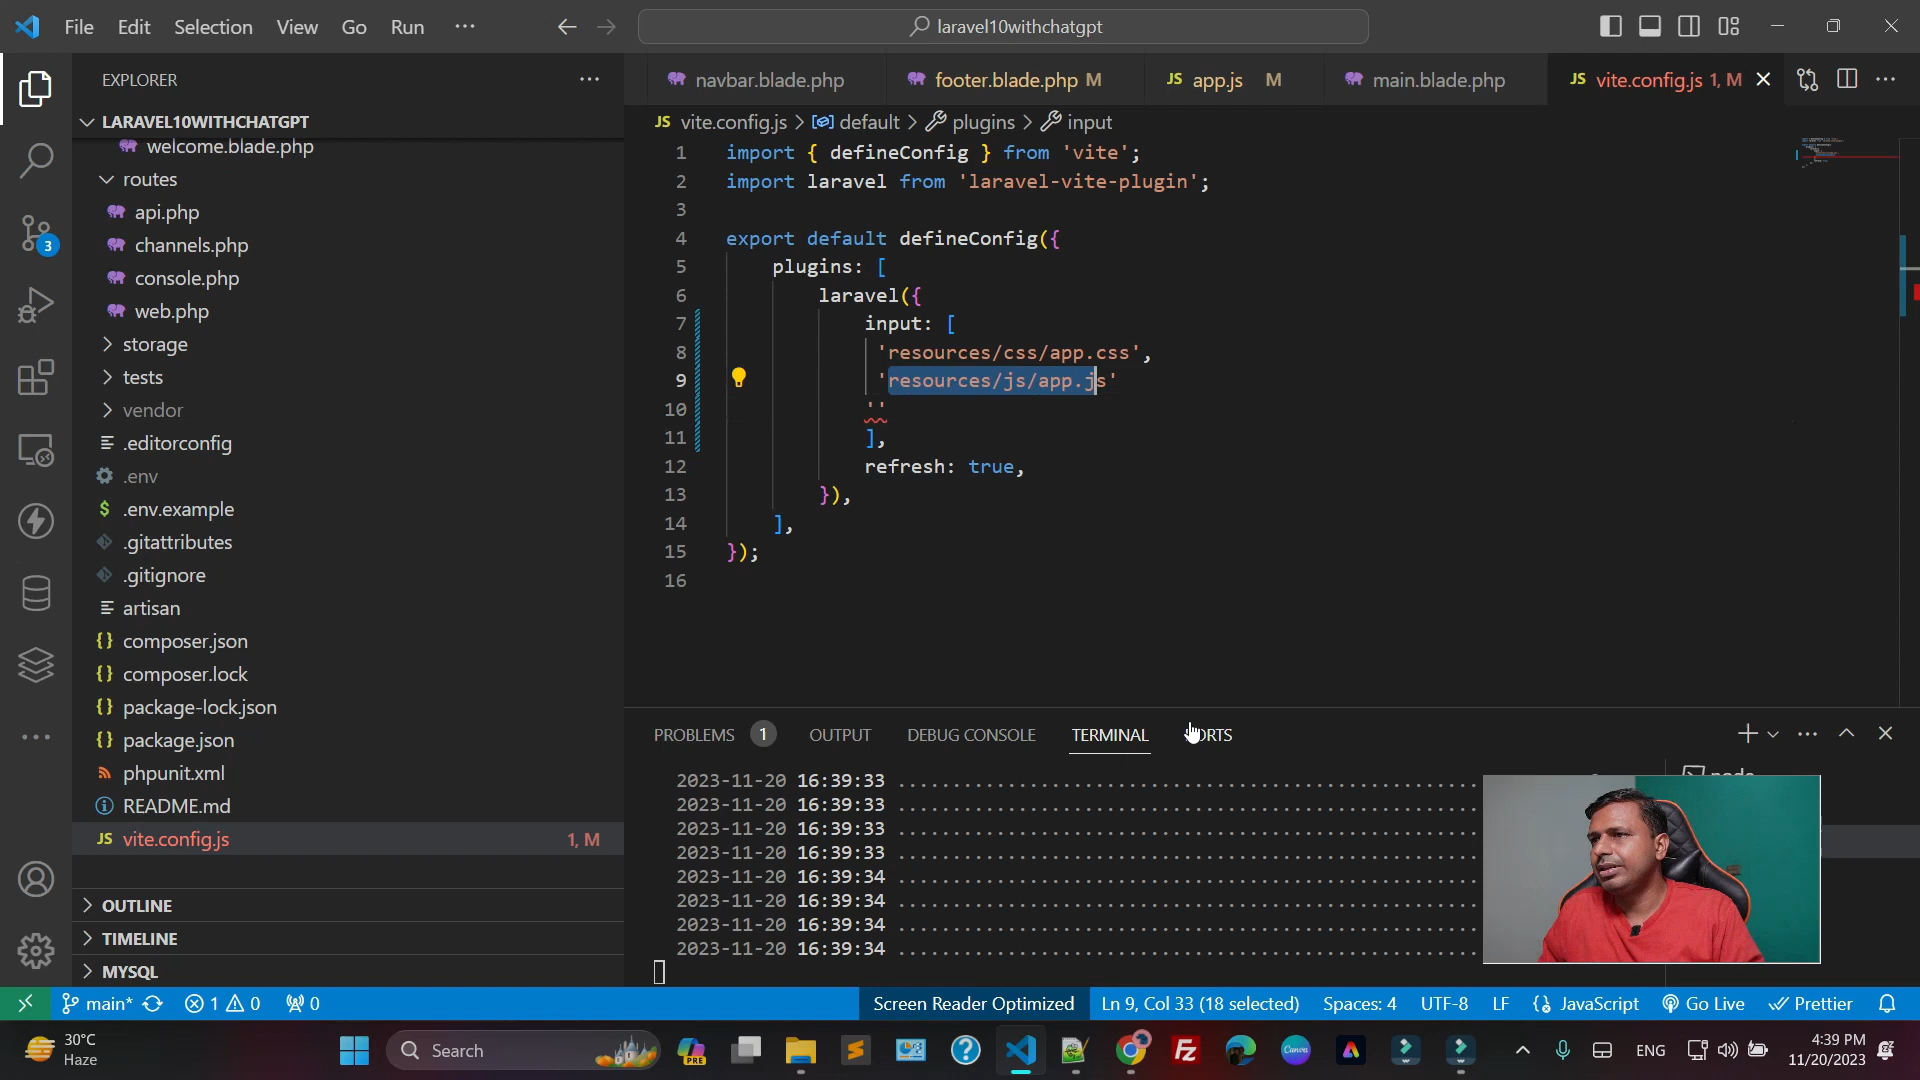 File Edit Selection View Go Run ··· laravel10withchatgpt
EXPLORER
LARAVEL10WITHCHATGPT
welcome.blade.php
routes
api.php
channels.php
console.php
web.php
storage
tests
vendor
.editorconfig
.env
$ .env.example
.gitattributes
.gitignore
artisan
{} composer.json
{} composer.lock
{} package-lock.json
{} package.json
phpunit.xml
README.md
JS vite.config.js 1, M
OUTLINE
TIMELINE
MYSQL
3
navbar.blade.php footer.blade.php M JS app.js M main.blade.php JS vite.config.js 1, M
JS vite.config.js > default > plugins > input
1 import { defineConfig } from 'vite';
2 import laravel from 'laravel-vite-plugin';
3
4 export default defineConfig({
5 plugins: [
6 laravel({
7 input: [
8 'resources/css/app.css',
9 'resources/js/app.js'
10 ''
11 ],
12 refresh: true,
13 }),
14 ],
15 });
16
PROBLEMS 1 OUTPUT DEBUG CONSOLE TERMINAL
2023-11-20 16:39:33 ................................................
2023-11-20 16:39:33 ................................................
2023-11-20 16:39:33 ................................................
2023-11-20 16:39:33 ................................................
2023-11-20 16:39:34 ................................................
2023-11-20 16:39:34 ................................................
2023-11-20 16:39:34 ................................................
2023-11-20 16:39:34 ................................................
main* 1 0 0 Screen Reader Optimized Ln 9, Col 33 (18 selected) Spaces: 4 UTF-8 LF JavaScript Go Live Prettier
30°C
Haze
Search
PRE
Canva
ENG
4:39 PM
11/20/2023